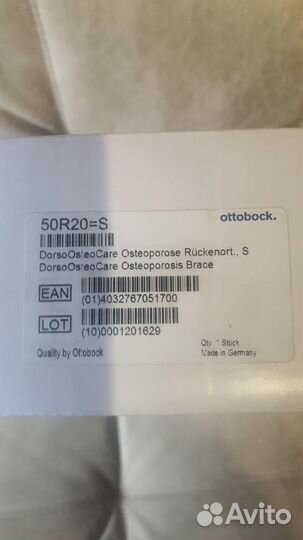 ottobock.
50R20=S
DorsoOsteoCare Osteoporose Rückenort., S
DorsoOsteoCare Osteoporosis Brace
EAN
(01)4032767051700
LOT
(10)0001201629
Quality by Ottobock
Qty 1 Stück
Made in Germany
Avito